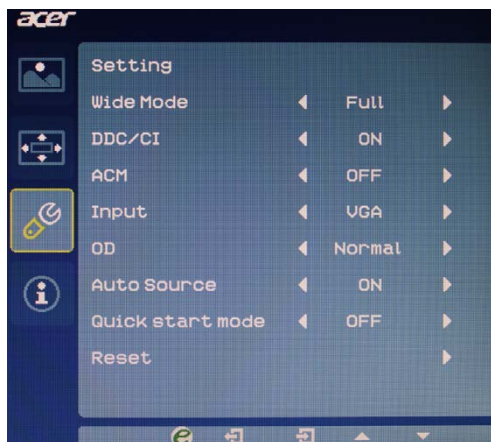 acer
Setting
Wide Mode Full
DDC/CI ON
ACM OFF
Input VGA
OD Normal
Auto Source ON
Quick start mode OFF
Reset